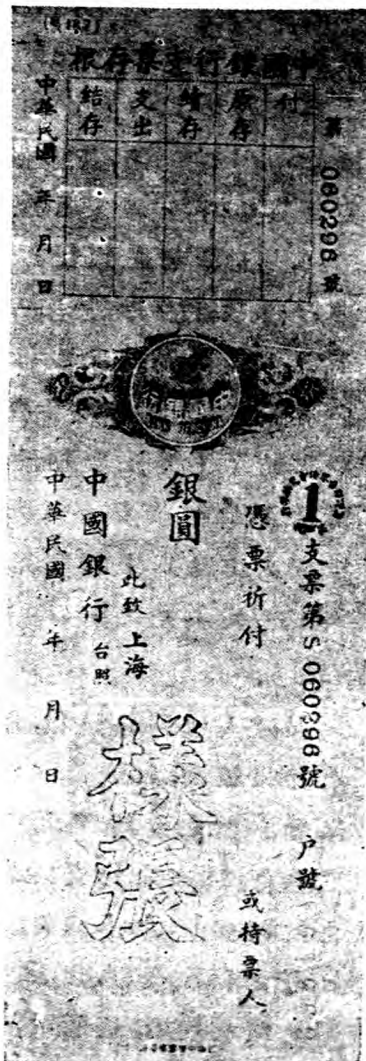 中國銀行支票存根
第 060296 號
付
原存
續存
支出
結存
中華民國 年 月 日
支票第 S 060396 號 戶號
憑票祈付 或持票人
銀圓
此致 上海
中國銀行 台照
中華民國 年 月 日
樣張